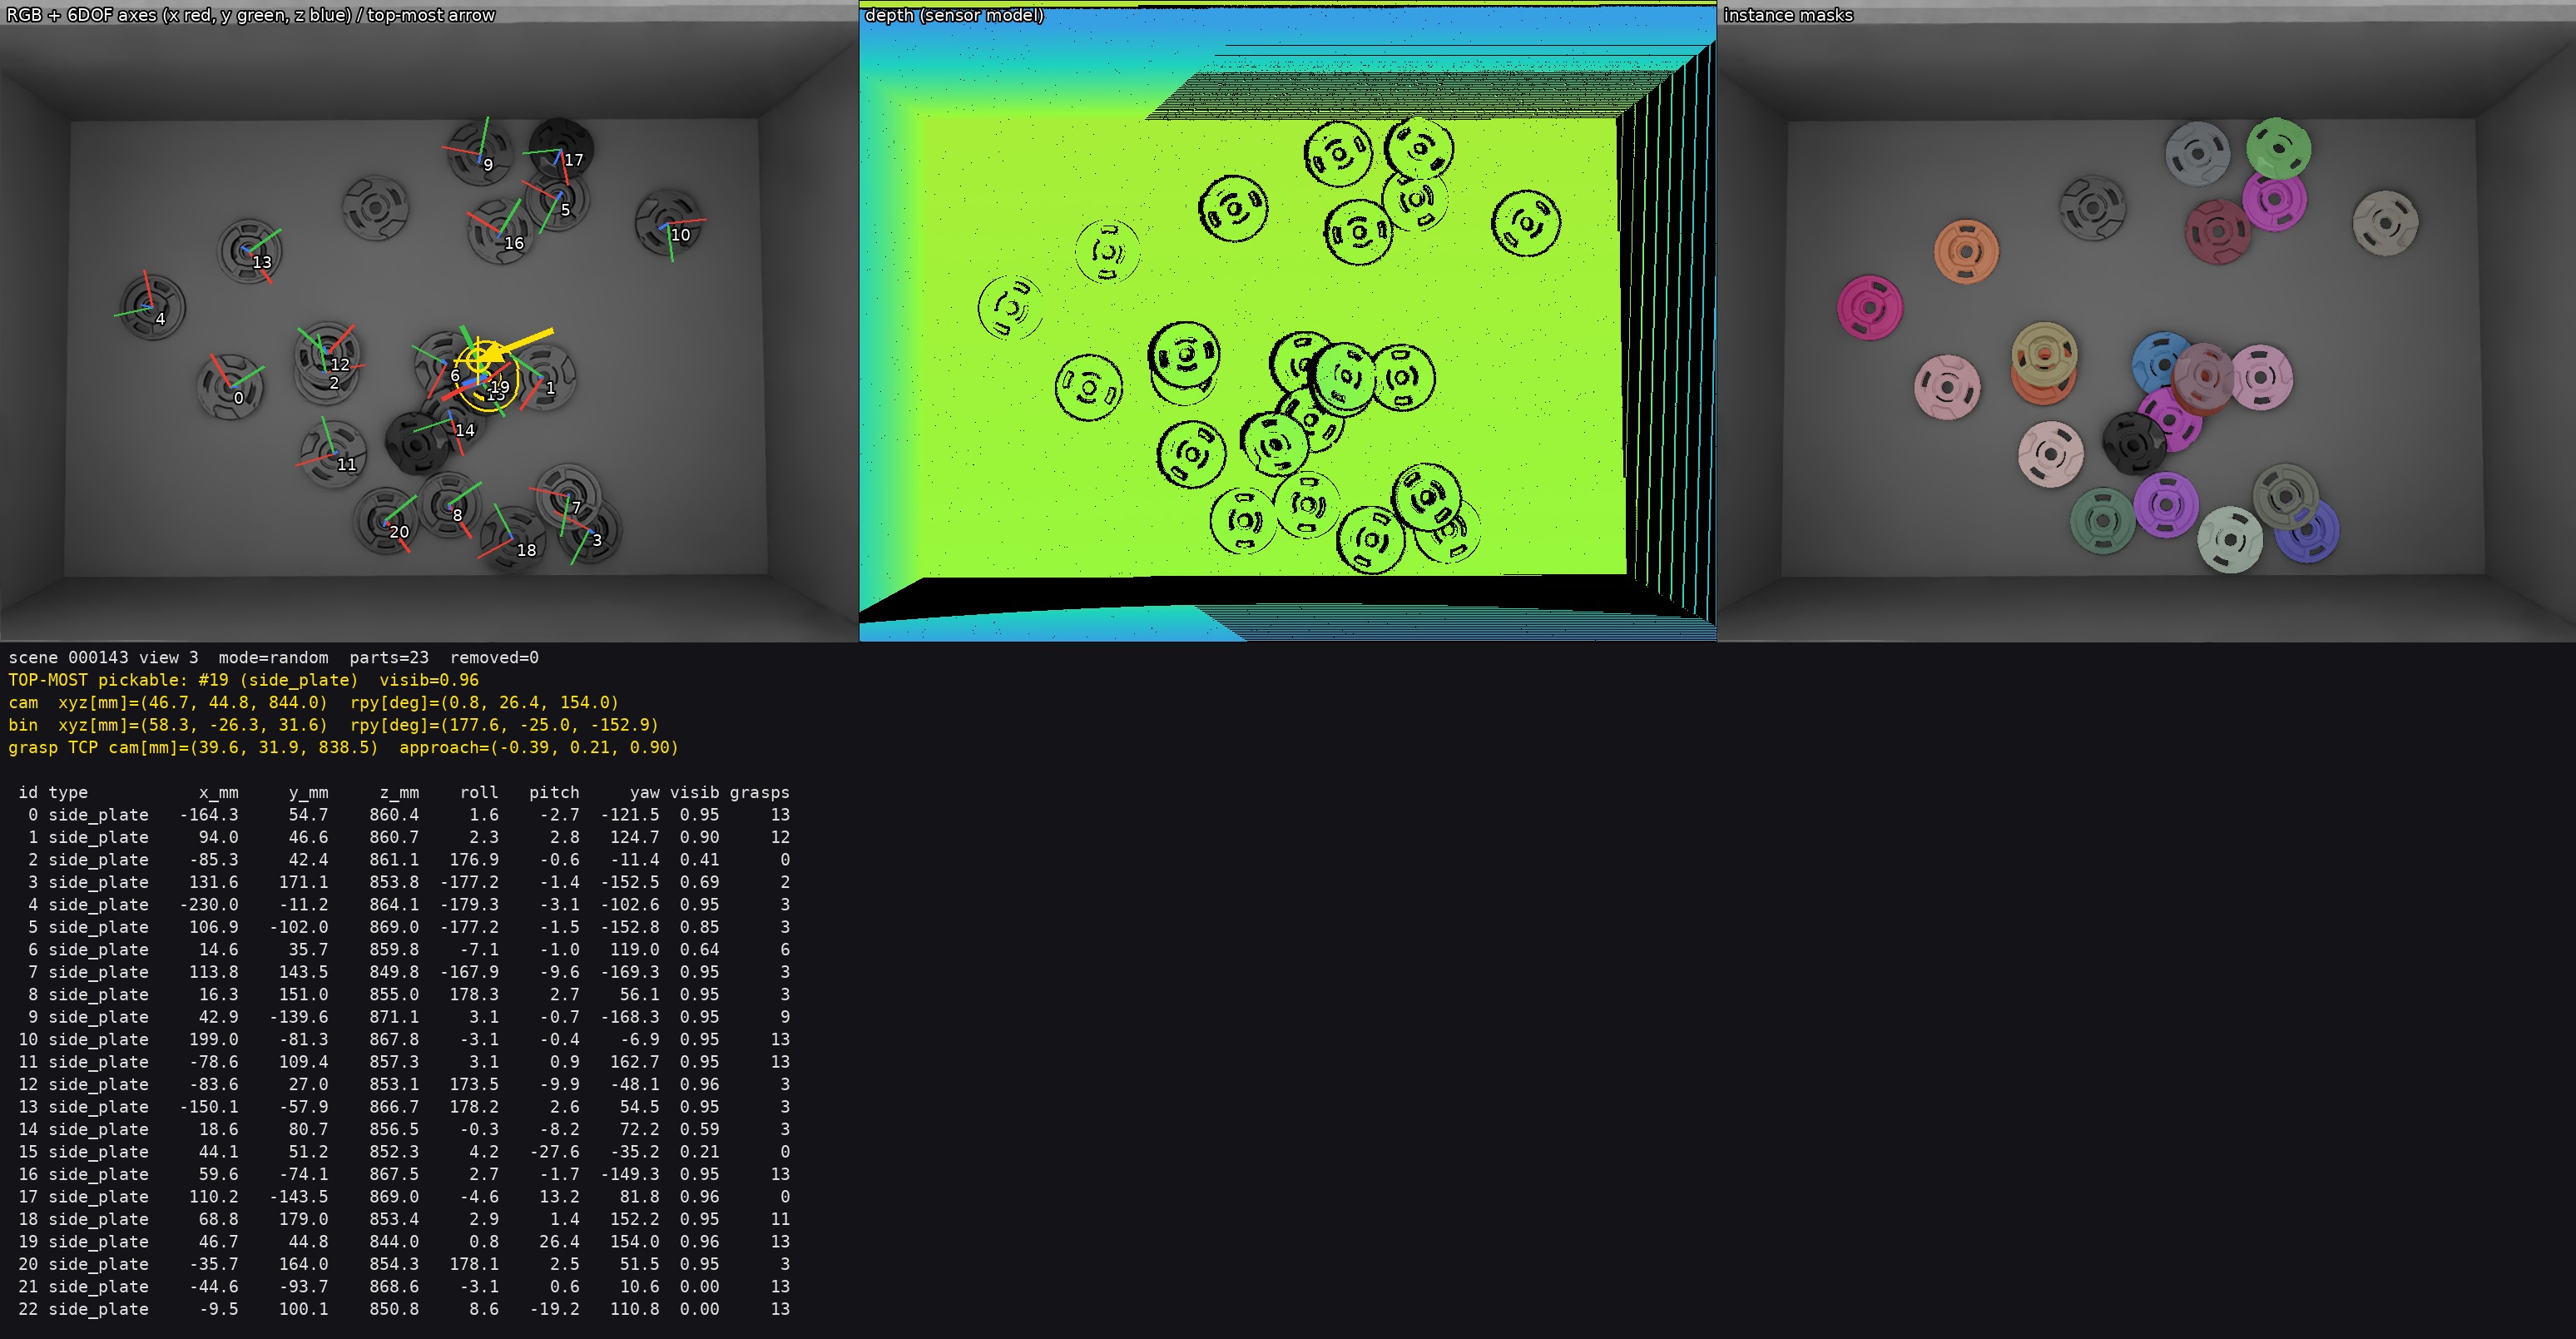 RGB + 6DOF axes (x red, y green, z blue) / top-most arrow
depth (sensor model)
instance masks
9
17
5
16
10
13
4
12
2
0
6
19
15
1
14
11
7
8
20
18
3
scene 000143 view 3 mode=random parts=23 removed=0
TOP-MOST pickable: #19 (side_plate) visib=0.96
cam xyz[mm]=(46.7, 44.8, 844.0) rpy[deg]=(0.8, 26.4, 154.0)
bin xyz[mm]=(58.3, -26.3, 31.6) rpy[deg]=(177.6, -25.0, -152.9)
grasp TCP cam[mm]=(39.6, 31.9, 838.5) approach=(-0.39, 0.21, 0.90)
id type x_mm y_mm z_mm roll pitch yaw visib grasps
0 side_plate -164.3 54.7 860.4 1.6 -2.7 -121.5 0.95 13
1 side_plate 94.0 46.6 860.7 2.3 2.8 124.7 0.90 12
2 side_plate -85.3 42.4 861.1 176.9 -0.6 -11.4 0.41 0
3 side_plate 131.6 171.1 853.8 -177.2 -1.4 -152.5 0.69 2
4 side_plate -230.0 -11.2 864.1 -179.3 -3.1 -102.6 0.95 3
5 side_plate 106.9 -102.0 869.0 -177.2 -1.5 -152.8 0.85 3
6 side_plate 14.6 35.7 859.8 -7.1 -1.0 119.0 0.64 6
7 side_plate 113.8 143.5 849.8 -167.9 -9.6 -169.3 0.95 3
8 side_plate 16.3 151.0 855.0 178.3 2.7 56.1 0.95 3
9 side_plate 42.9 -139.6 871.1 3.1 -0.7 -168.3 0.95 9
10 side_plate 199.0 -81.3 867.8 -3.1 -0.4 -6.9 0.95 13
11 side_plate -78.6 109.4 857.3 3.1 0.9 162.7 0.95 13
12 side_plate -83.6 27.0 853.1 173.5 -9.9 -48.1 0.96 3
13 side_plate -150.1 -57.9 866.7 178.2 2.6 54.5 0.95 3
14 side_plate 18.6 80.7 856.5 -0.3 -8.2 72.2 0.59 3
15 side_plate 44.1 51.2 852.3 4.2 -27.6 -35.2 0.21 0
16 side_plate 59.6 -74.1 867.5 2.7 -1.7 -149.3 0.95 13
17 side_plate 110.2 -143.5 869.0 -4.6 13.2 81.8 0.96 0
18 side_plate 68.8 179.0 853.4 2.9 1.4 152.2 0.95 11
19 side_plate 46.7 44.8 844.0 0.8 26.4 154.0 0.96 13
20 side_plate -35.7 164.0 854.3 178.1 2.5 51.5 0.95 3
21 side_plate -44.6 -93.7 868.6 -3.1 0.6 10.6 0.00 13
22 side_plate -9.5 100.1 850.8 8.6 -19.2 110.8 0.00 13